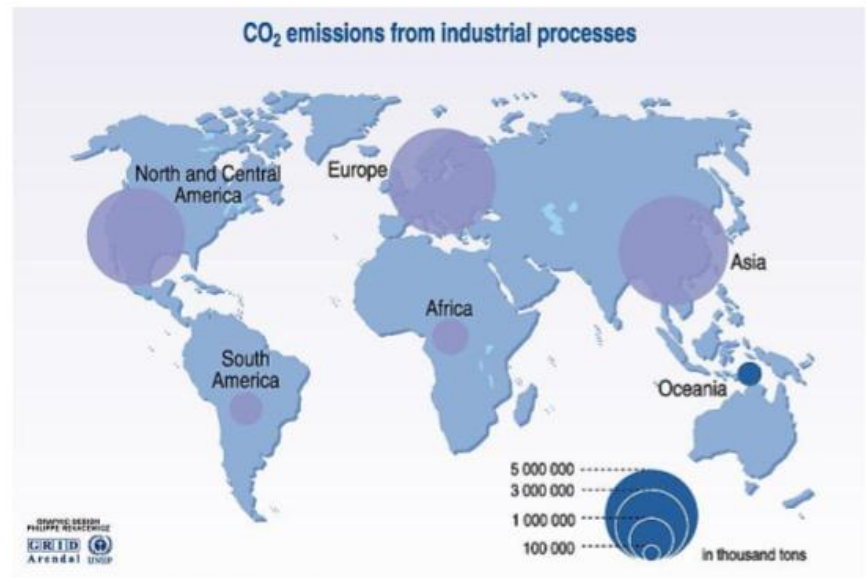 CO₂ emissions from industrial processes
North and Central
America
Europe
Asia
Africa
South
America
Oceania
5 000 000
3 000 000
1 000 000
100 000
in thousand tons
GRAPHIC DESIGN
PHILIPPE REKACEWICZ
GRID
Arendal UNEP